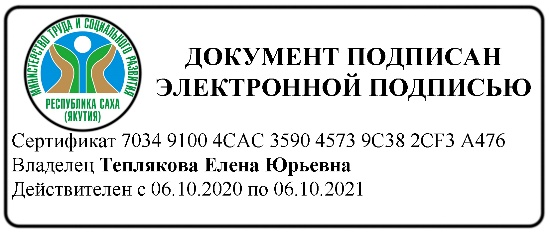 МИНИСТЕРСТВО ТРУДА И СОЦИАЛЬНОГО РАЗВИТИЯ
РЕСПУБЛИКА САХА
(ЯКУТИЯ)
ДОКУМЕНТ ПОДПИСАН
ЭЛЕКТРОННОЙ ПОДПИСЬЮ
Сертификат 7034 9100 4CAC 3590 4573 9C38 2CF3 A476
Владелец Теплякова Елена Юрьевна
Действителен с 06.10.2020 по 06.10.2021